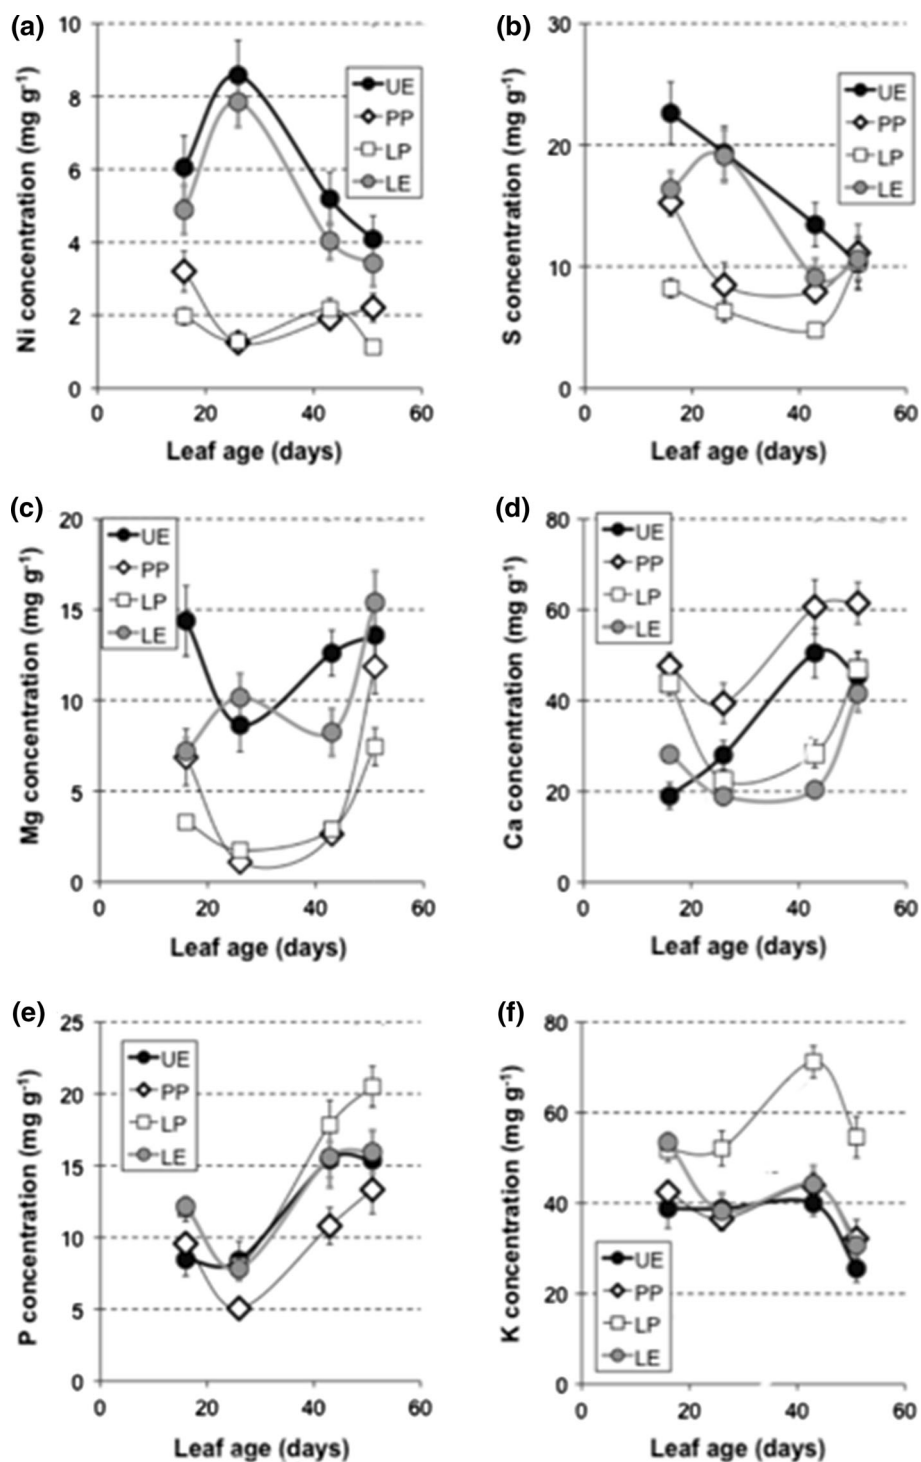 (a)
Ni concentration (mg g⁻¹)
10
8
6
4
2
0
0 20 40 60
Leaf age (days)
UE
PP
LP
LE
(b)
S concentration (mg g⁻¹)
30
20
10
0
0 20 40 60
Leaf age (days)
UE
PP
LP
LE
(c)
Mg concentration (mg g⁻¹)
20
15
10
5
0
0 20 40 60
Leaf age (days)
UE
PP
LP
LE
(d)
Ca concentration (mg g⁻¹)
80
60
40
20
0
0 20 40 60
Leaf age (days)
UE
PP
LP
LE
(e)
P concentration (mg g⁻¹)
25
20
15
10
5
0
0 20 40 60
Leaf age (days)
UE
PP
LP
LE
(f)
K concentration (mg g⁻¹)
80
60
40
20
0
0 20 40 60
Leaf age (days)
UE
PP
LP
LE